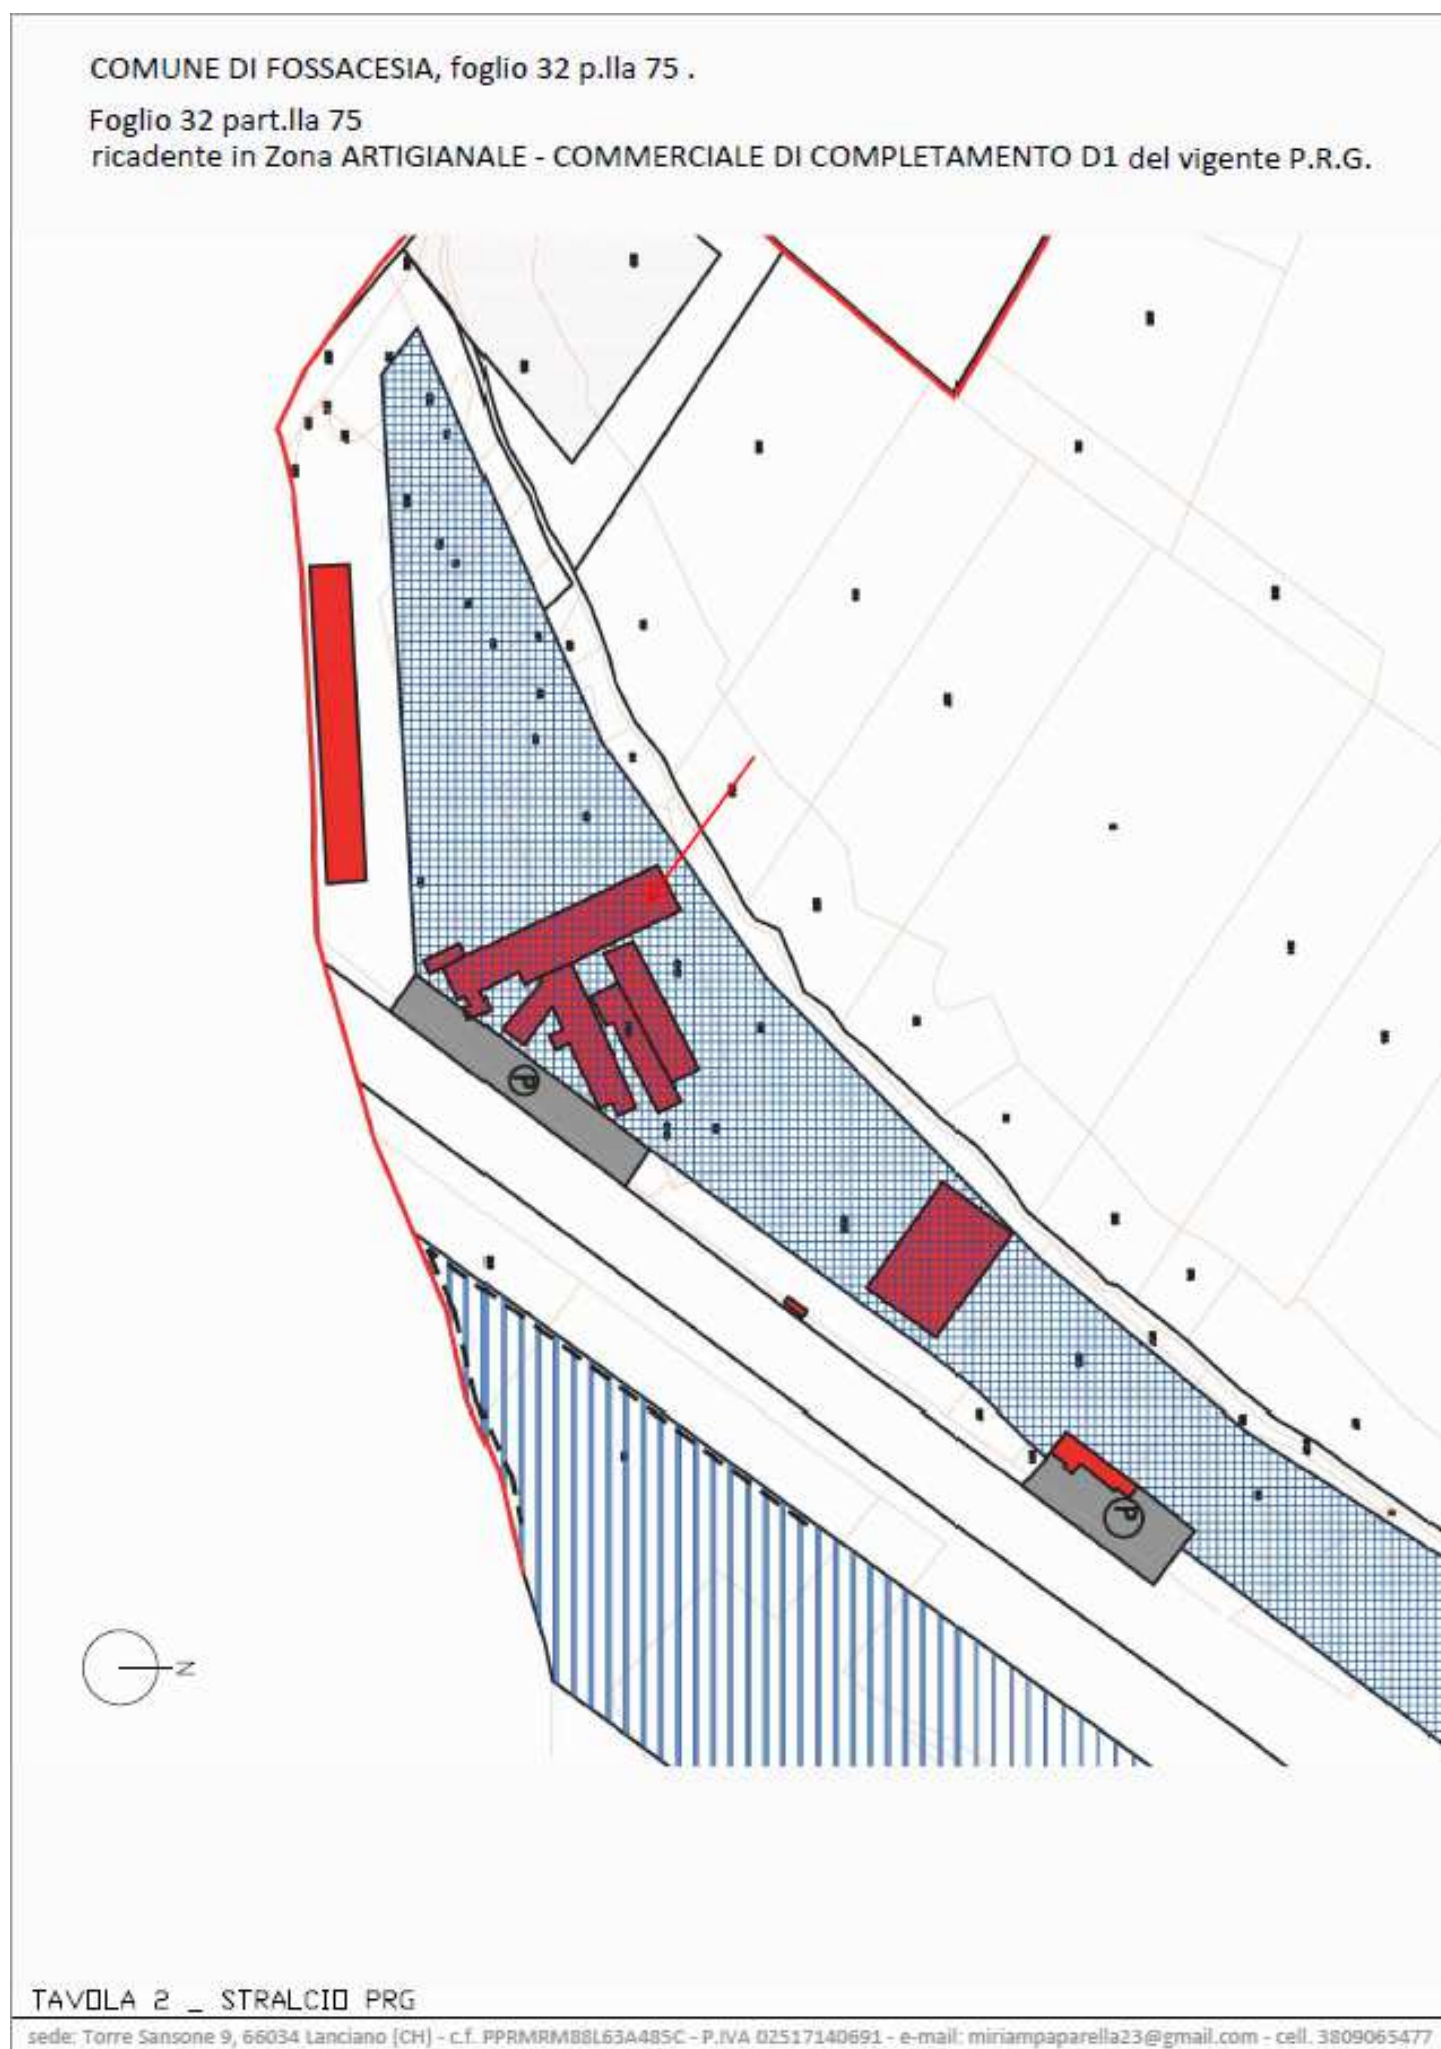 COMUNE DI FOSSACESIA, foglio 32 p.lla 75 .
Foglio 32 part.lla 75
ricadente in Zona ARTIGIANALE - COMMERCIALE DI COMPLETAMENTO D1 del vigente P.R.G.
P
P
N
TAVOLA 2 _ STRALCIO PRG
sede: Torre Sansone 9, 66034 Lanciano (CH) - c.f. PPRMRM88L63A485C - P.IVA 02517140691 - e-mail: miriampaparella23@gmail.com - cell. 3809065477